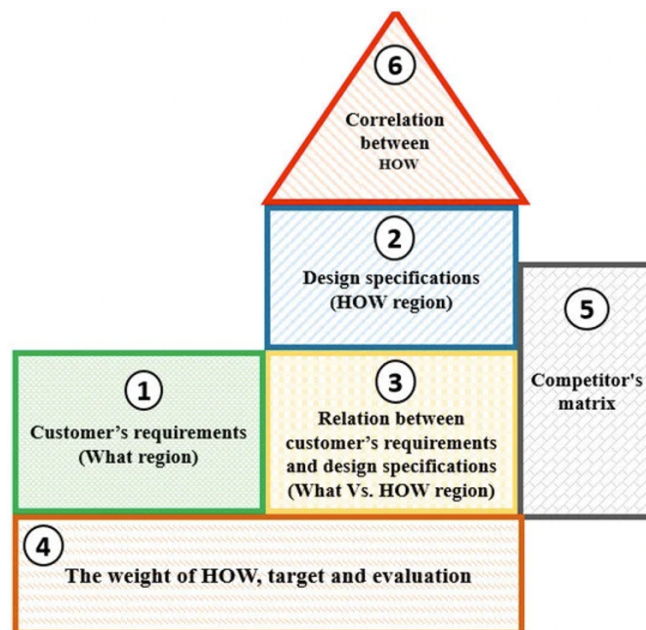 6
Correlation
between
HOW
2
Design specifications
(HOW region)
5
Competitor's
matrix
1
Customer's requirements
(What region)
3
Relation between
customer's requirements
and design specifications
(What Vs. HOW region)
4
The weight of HOW, target and evaluation